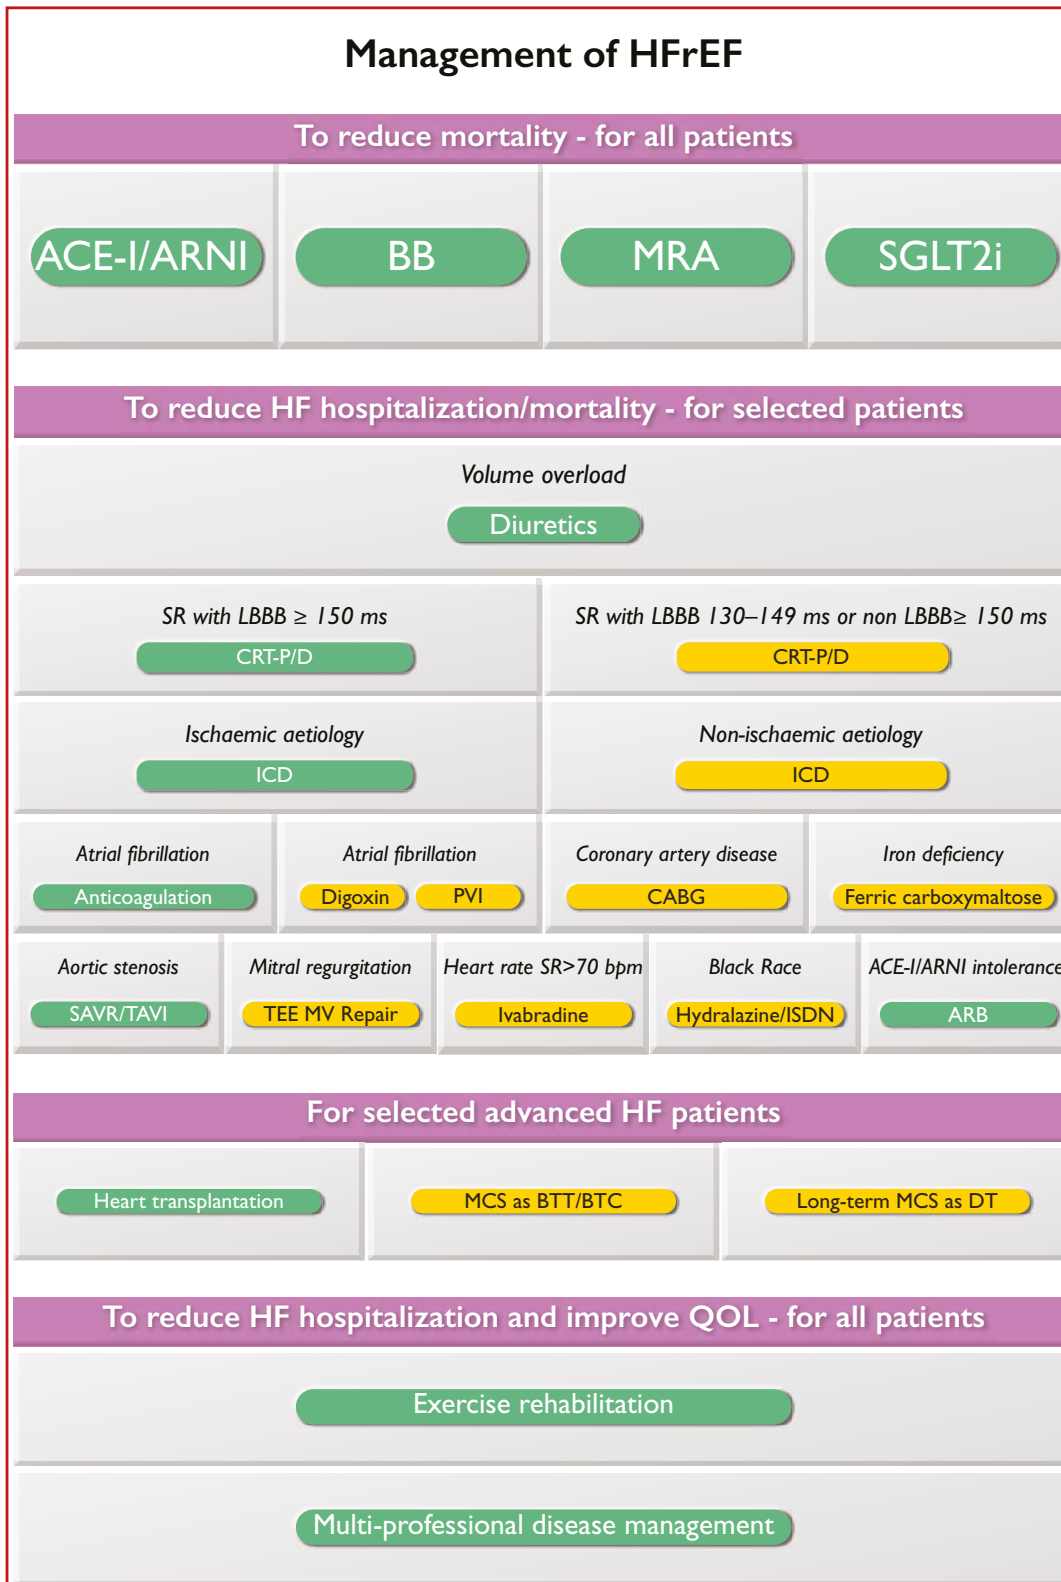 Management of HFrEF
To reduce mortality - for all patients
ACE-I/ARNI
BB
MRA
SGLT2i
To reduce HF hospitalization/mortality - for selected patients
Volume overload
Diuretics
SR with LBBB ≥ 150 ms
CRT-P/D
SR with LBBB 130–149 ms or non LBBB≥ 150 ms
CRT-P/D
Ischaemic aetiology
ICD
Non-ischaemic aetiology
ICD
Atrial fibrillation
Anticoagulation
Atrial fibrillation
Digoxin
PVI
Coronary artery disease
CABG
Iron deficiency
Ferric carboxymaltose
Aortic stenosis
SAVR/TAVI
Mitral regurgitation
TEE MV Repair
Heart rate SR>70 bpm
Ivabradine
Black Race
Hydralazine/ISDN
ACE-I/ARNI intolerance
ARB
For selected advanced HF patients
Heart transplantation
MCS as BTT/BTC
Long-term MCS as DT
To reduce HF hospitalization and improve QOL - for all patients
Exercise rehabilitation
Multi-professional disease management